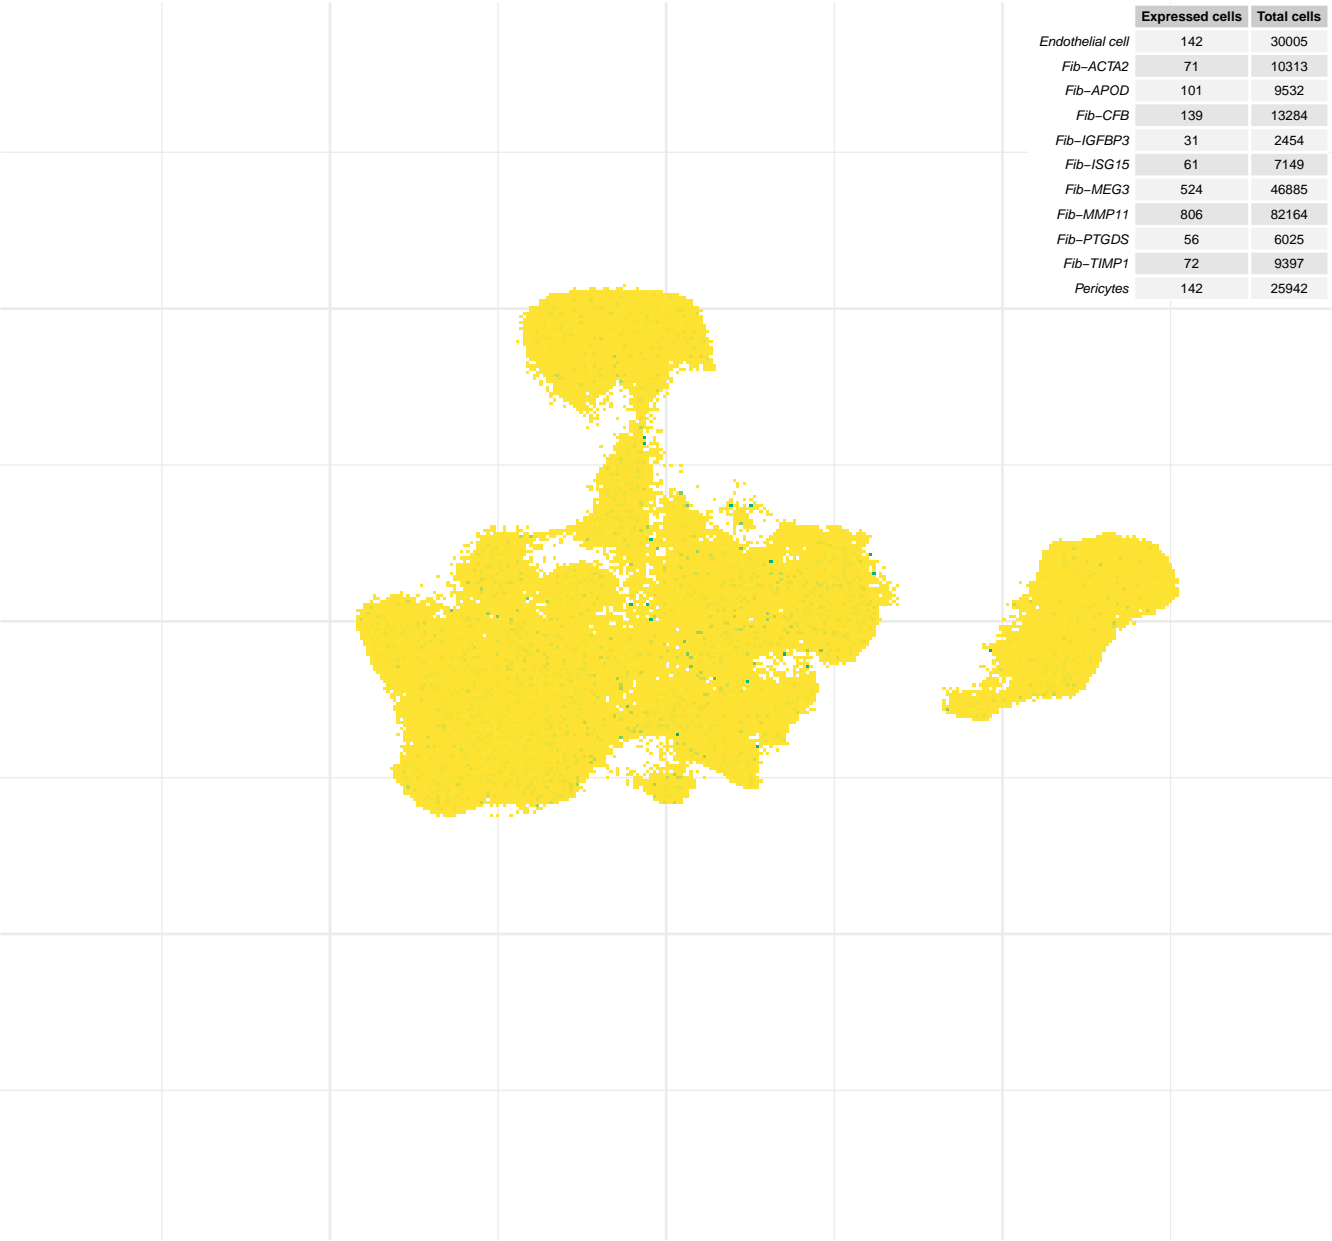 Expressed cells Total cells
Endothelial cell 142 30005
Fib−ACTA2 71 10313
Fib−APOD 101 9532
Fib−CFB 139 13284
Fib−IGFBP3 31 2454
Fib−ISG15 61 7149
Fib−MEG3 524 46885
Fib−MMP11 806 82164
Fib−PTGDS 56 6025
Fib−TIMP1 72 9397
Pericytes 142 25942